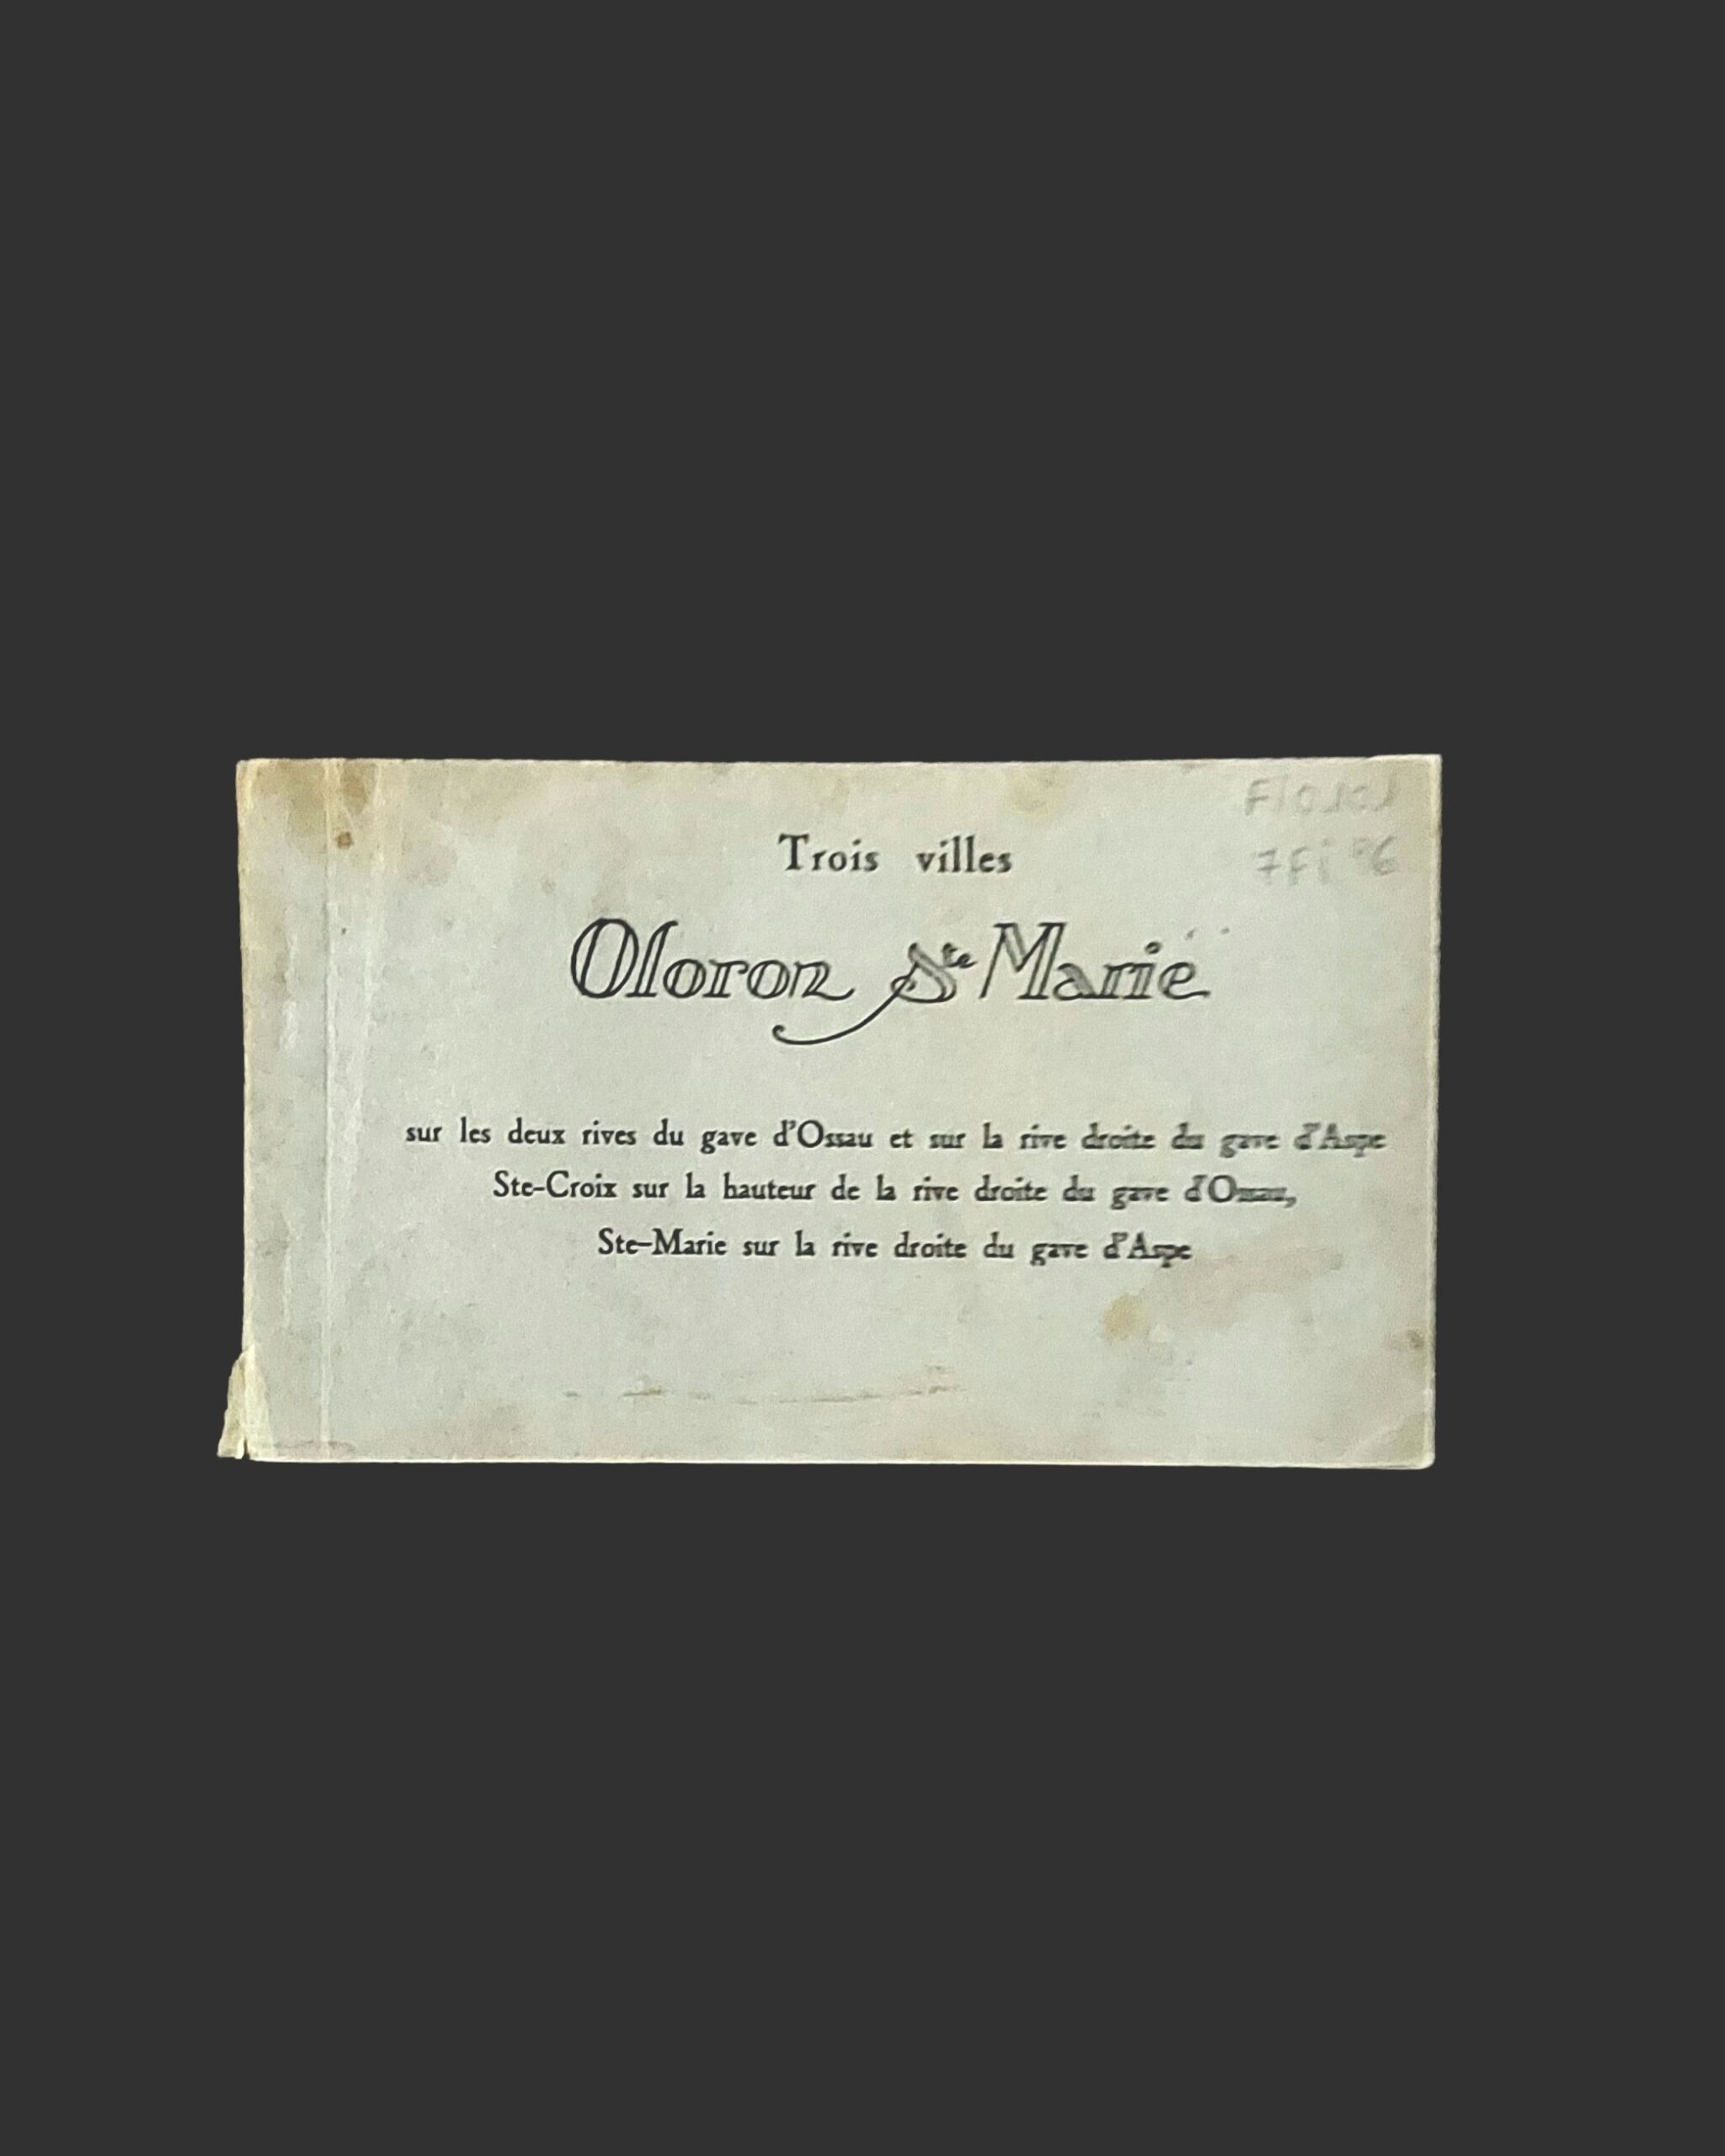 Trois villes
Oloron Ste Marie
sur les deux rives du gave d'Ossau et sur la rive droite du gave d'Aspe
Ste-Croix sur la hauteur de la rive droite du gave d'Ossau,
Ste-Marie sur la rive droite du gave d'Aspe